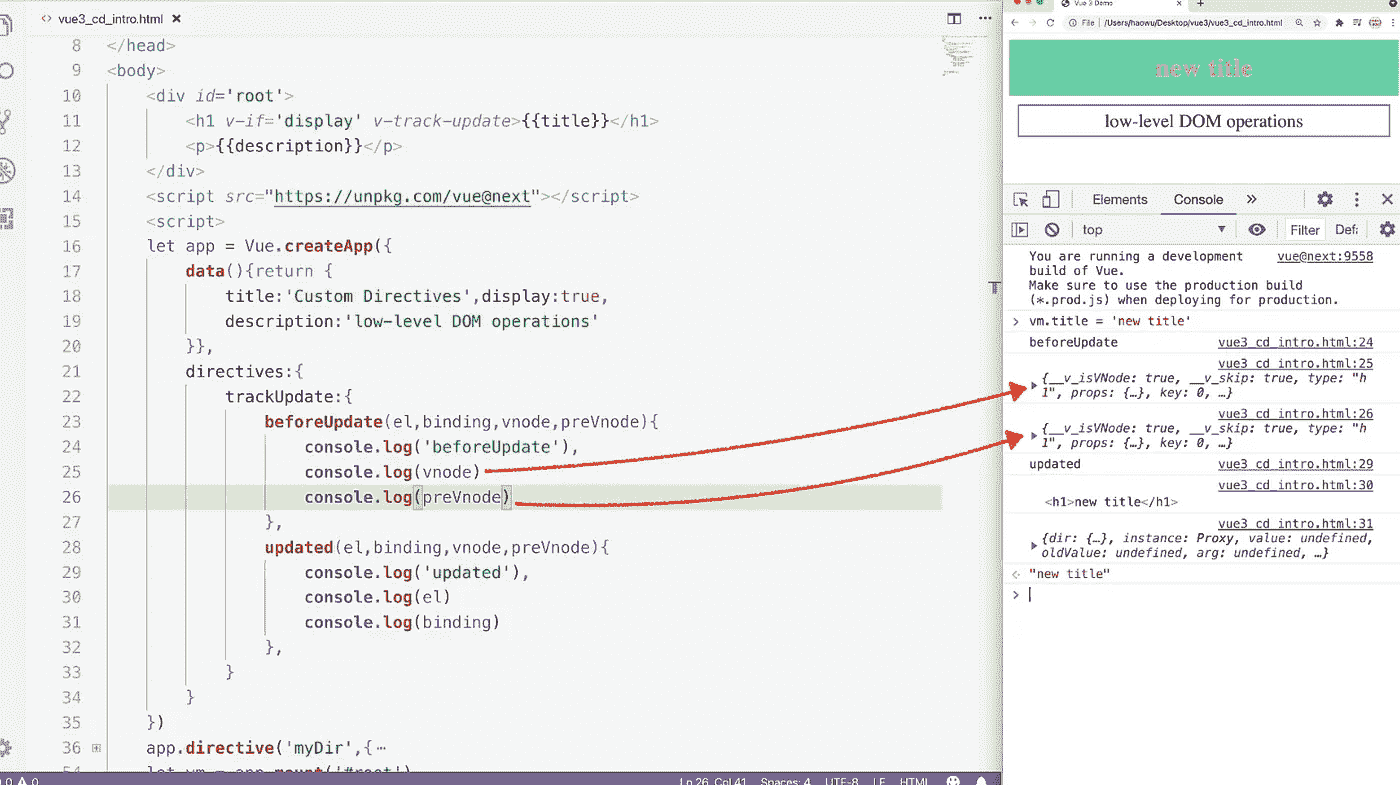 vue3_cd_intro.html
8 </head>
9 <body>
10 <div id='root'>
11 <h1 v-if='display' v-track-update>{{title}}</h1>
12 <p>{{description}}</p>
13 </div>
14 <script src="https://unpkg.com/vue@next"></script>
15 <script>
16 let app = Vue.createApp({
17 data(){return {
18 title:'Custom Directives',display:true,
19 description:'low-level DOM operations'
20 }},
21 directives:{
22 trackUpdate:{
23 beforeUpdate(el,binding,vnode,preVnode){
24 console.log('beforeUpdate'),
25 console.log(vnode)
26 console.log(preVnode)
27 },
28 updated(el,binding,vnode,preVnode){
29 console.log('updated'),
30 console.log(el)
31 console.log(binding)
32 },
33 }
34 }
35 })
36 app.directive('myDir',{
let vm = app.mount('#root')
0 0
Ln 26, Col 41 Spaces: 4 UTF-8 LF HTML
Vue 3 Demo
File /Users/haowu/Desktop/vue3/vue3_cd_intro.html
new title
low-level DOM operations
Elements Console
top Filter Defa
You are running a development vue@next:9558
build of Vue.
Make sure to use the production build
(*.prod.js) when deploying for production.
> vm.title = 'new title'
beforeUpdate vue3_cd_intro.html:24
vue3_cd_intro.html:25
{__v_isVNode: true, __v_skip: true, type: "h
1", props: {…}, key: 0, …}
vue3_cd_intro.html:26
{__v_isVNode: true, __v_skip: true, type: "h
1", props: {…}, key: 0, …}
updated vue3_cd_intro.html:29
vue3_cd_intro.html:30
<h1>new title</h1>
vue3_cd_intro.html:31
{dir: {…}, instance: Proxy, value: undefined,
oldValue: undefined, arg: undefined, …}
"new title"
>